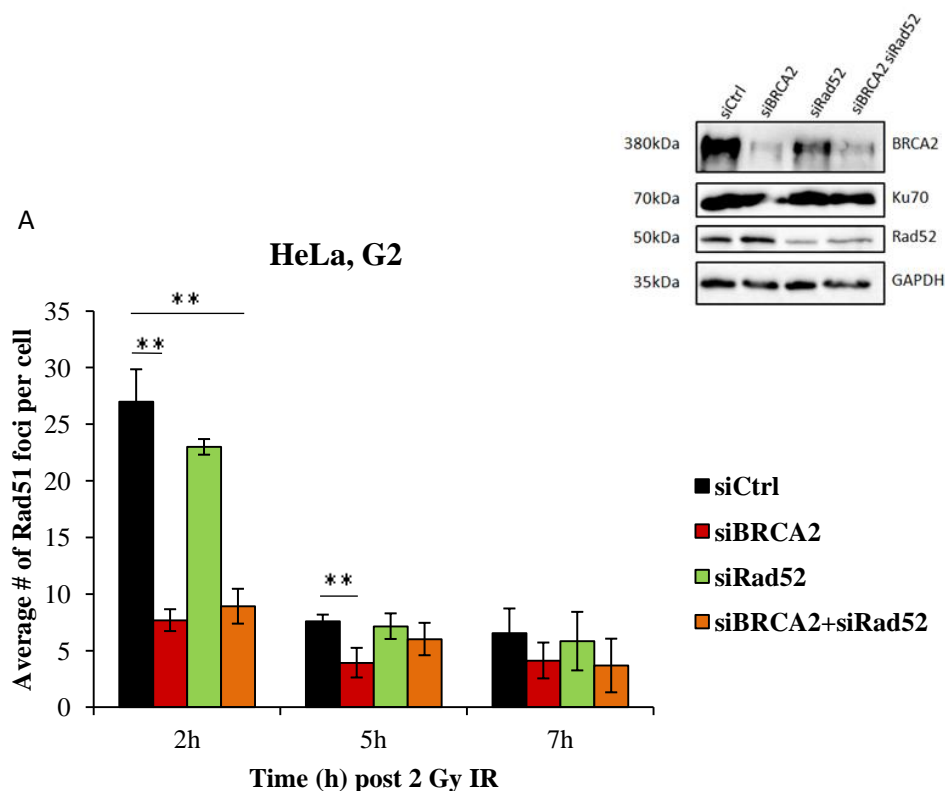 siCtrl siBRCA2 siRad52 siBRCA2 siRad52
380kDa BRCA2
70kDa Ku70
50kDa Rad52
35kDa GAPDH
A
HeLa, G2
Average # of Rad51 foci per cell
35
30
25
20
15
10
5
0
**
**
**
2h 5h 7h
Time (h) post 2 Gy IR
siCtrl
siBRCA2
siRad52
siBRCA2+siRad52